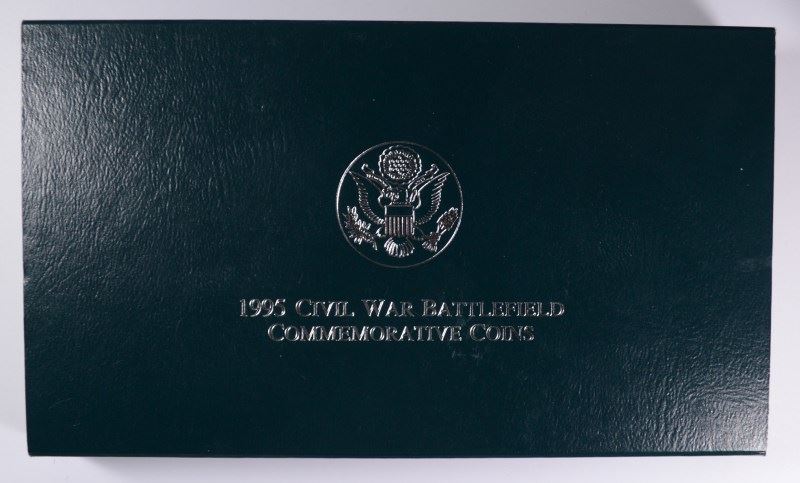 1995 Civil War Battlefield
Commemorative Coins